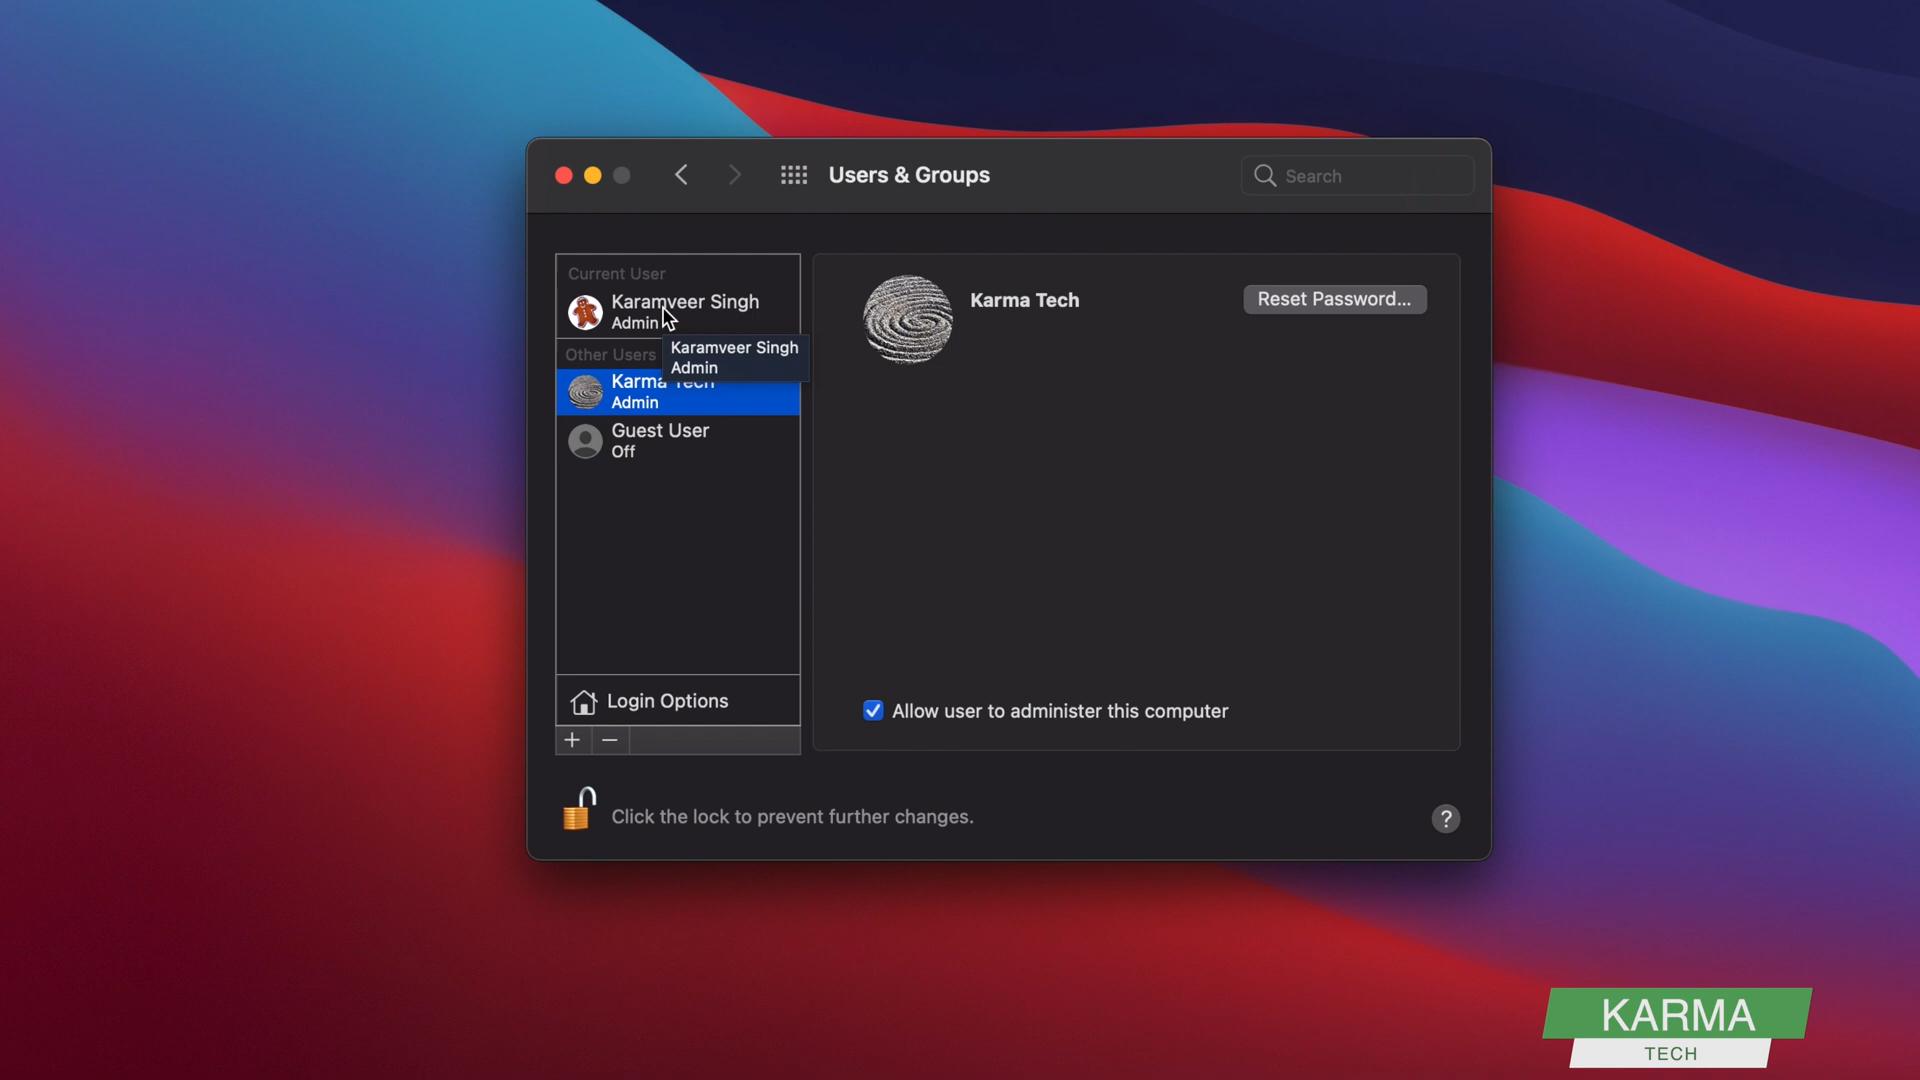 Users & Groups
Search
Current User
Karamveer Singh
Admin
Karamveer Singh
Admin
Other Users
Karma Tech
Admin
Guest User
Off
Login Options
Karma Tech
Reset Password...
Allow user to administer this computer
Click the lock to prevent further changes.
?
KARMA
TECH